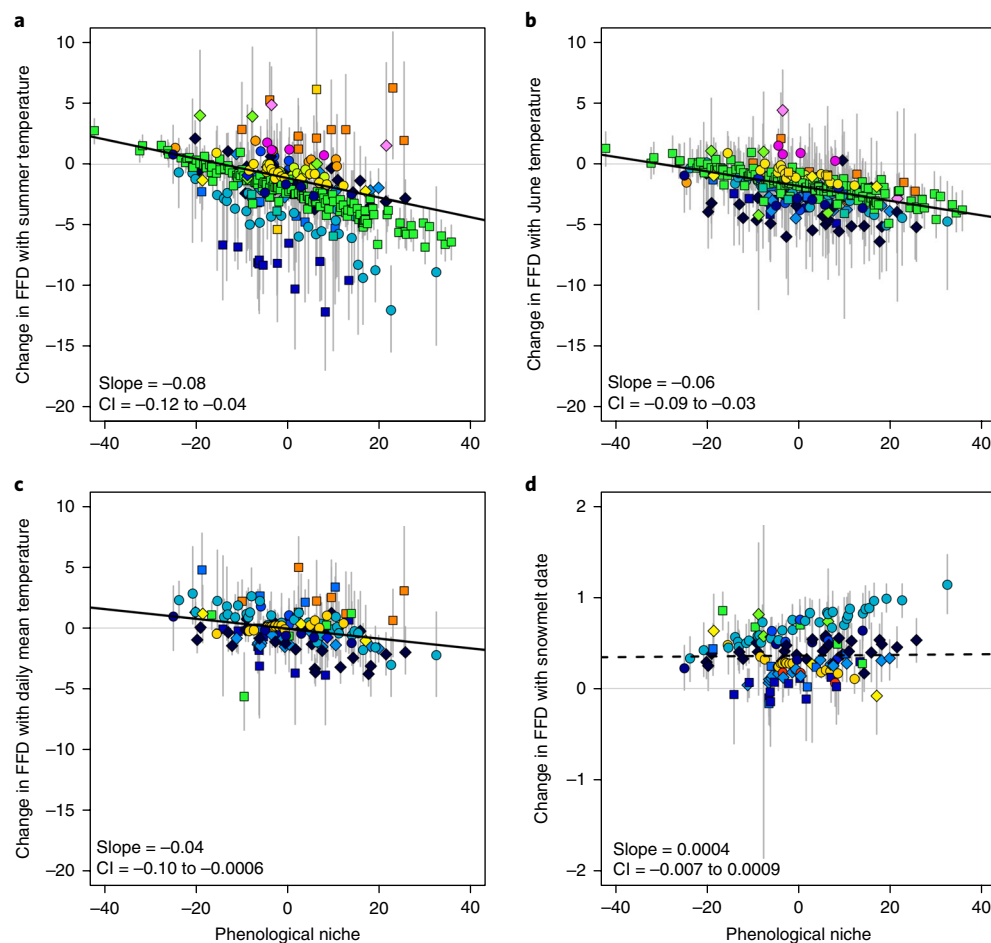 a
b
10
5
0
−5
−10
−15
−20
Change in FFD with summer temperature
Slope = −0.08
CI = −0.12 to −0.04
−40
−20
0
20
40
10
5
0
−5
−10
−15
−20
Change in FFD with June temperature
Slope = −0.06
CI = −0.09 to −0.03
−40
−20
0
20
40
c
d
10
5
0
−5
−10
−15
−20
Change in FFD with daily mean temperature
Slope = −0.04
CI = −0.10 to −0.0006
−40
−20
0
20
40
Phenological niche
2
1
0
−1
−2
Change in FFD with snowmelt date
Slope = 0.0004
CI = −0.007 to 0.0009
−40
−20
0
20
40
Phenological niche